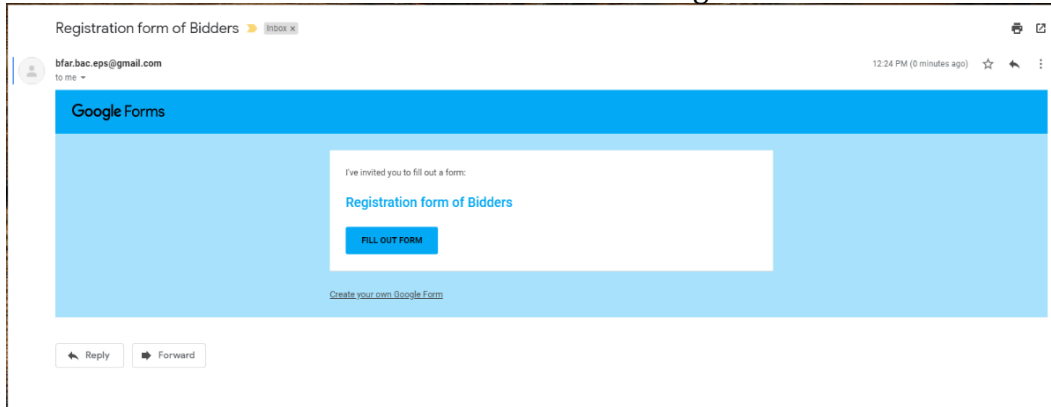 Registration form of Bidders Inbox x
bfar.bac.eps@gmail.com 12:24 PM (0 minutes ago)
to me
Google Forms
I've invited you to fill out a form:
Registration form of Bidders
FILL OUT FORM
Create your own Google Form
Reply Forward